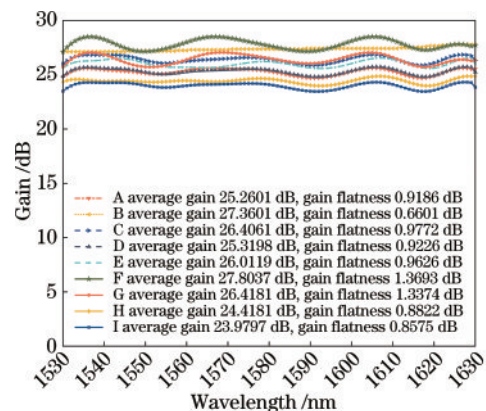 30
25
20
15
10
5
0
Gain /dB
A average gain 25.2601 dB, gain flatness 0.9186 dB
B average gain 27.3601 dB, gain flatness 0.6601 dB
C average gain 26.4061 dB, gain flatness 0.9772 dB
D average gain 25.3198 dB, gain flatness 0.9226 dB
E average gain 26.0119 dB, gain flatness 0.9626 dB
F average gain 27.8037 dB, gain flatness 1.3693 dB
G average gain 26.4181 dB, gain flatness 1.3374 dB
H average gain 24.4181 dB, gain flatness 0.8822 dB
I average gain 23.9797 dB, gain flatness 0.8575 dB
1530 1540 1550 1560 1570 1580 1590 1600 1610 1620 1630
Wavelength /nm